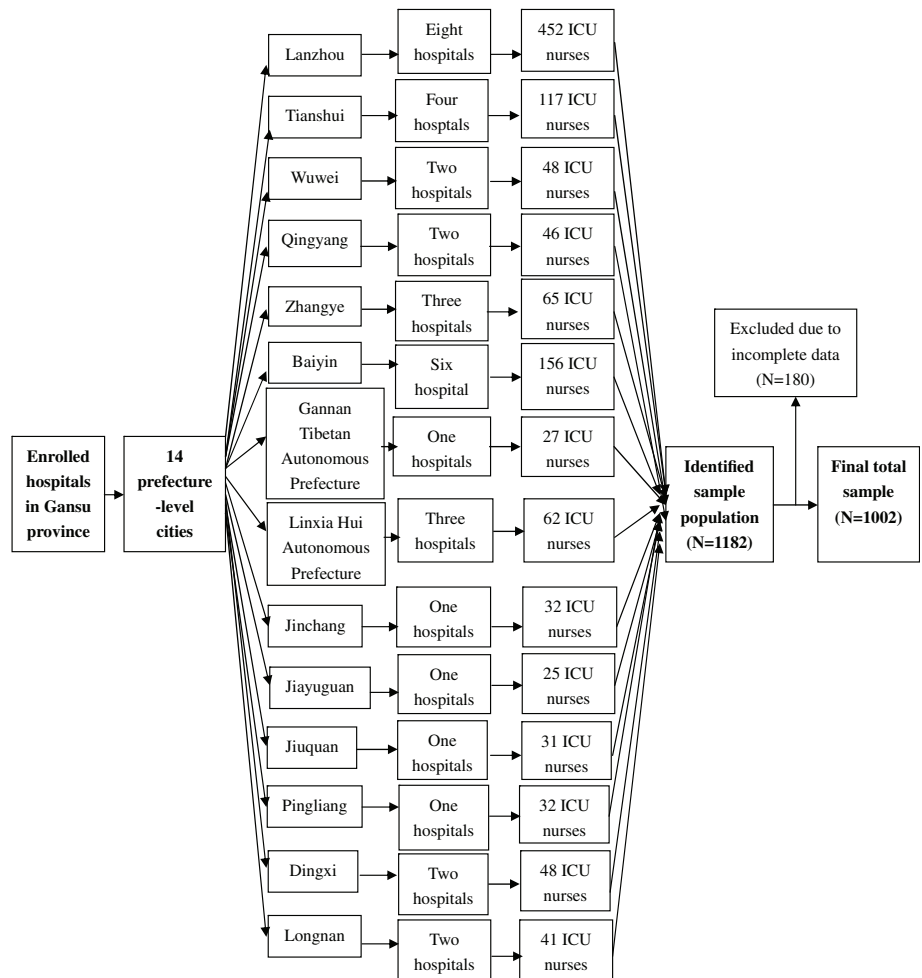 Enrolled
hospitals
in Gansu
province
14
prefecture
-level
cities
Lanzhou
Eight
hospitals
452 ICU
nurses
Tianshui
Four
hosptals
117 ICU
nurses
Wuwei
Two
hospitals
48 ICU
nurses
Qingyang
Two
hospitals
46 ICU
nurses
Zhangye
Three
hospitals
65 ICU
nurses
Baiyin
Six
hospital
156 ICU
nurses
Gannan
Tibetan
Autonomous
Prefecture
One
hospitals
27 ICU
nurses
Linxia Hui
Autonomous
Prefecture
Three
hospitals
62 ICU
nurses
Jinchang
One
hospitals
32 ICU
nurses
Jiayuguan
One
hospitals
25 ICU
nurses
Jiuquan
One
hospitals
31 ICU
nurses
Pingliang
One
hospitals
32 ICU
nurses
Dingxi
Two
hospitals
48 ICU
nurses
Longnan
Two
hospitals
41 ICU
nurses
Identified
sample
population
(N=1182)
Excluded due to
incomplete data
(N=180)
Final total
sample
(N=1002)